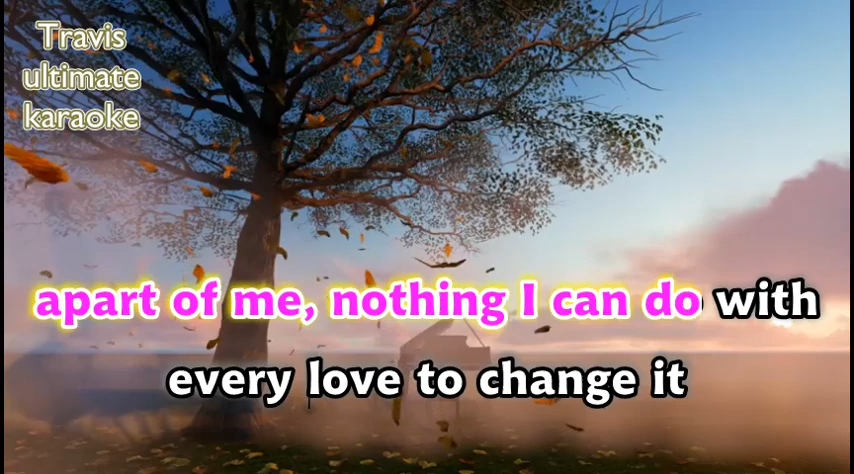 Travis
ultimate
karaoke
apart of me, nothing I can do with
every love to change it